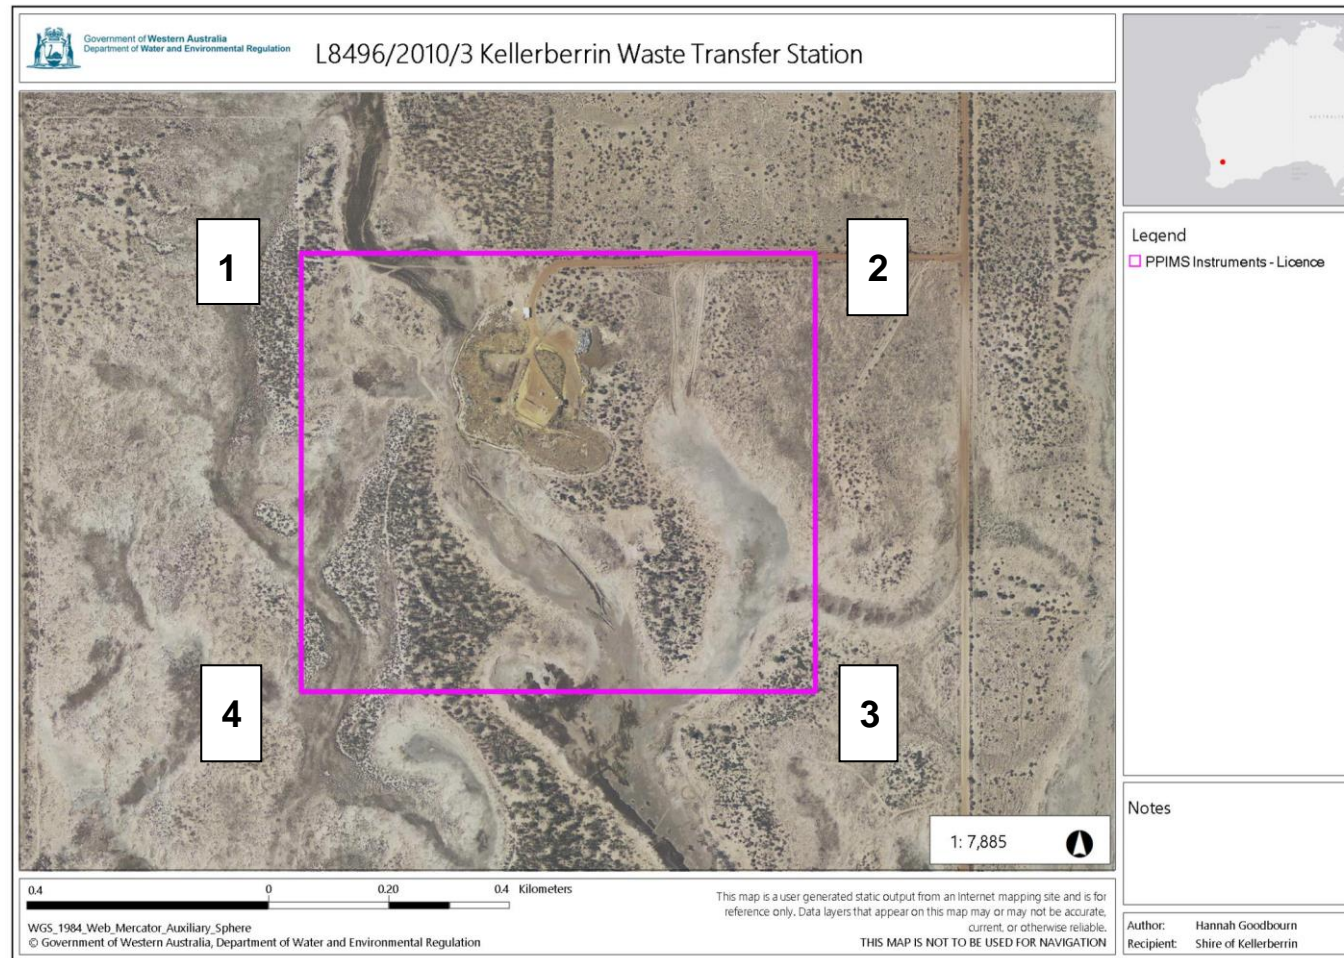 Government of Western Australia
Department of Water and Environmental Regulation
L8496/2010/3 Kellerberrin Waste Transfer Station
1
2
3
4
Legend
PPIMS Instruments - Licence
Notes
1: 7,885
0.4 0 0.20 0.4 Kilometers
WGS_1984_Web_Mercator_Auxiliary_Sphere
© Government of Western Australia, Department of Water and Environmental Regulation
This map is a user generated static output from an Internet mapping site and is for
reference only. Data layers that appear on this map may or may not be accurate,
current, or otherwise reliable.
THIS MAP IS NOT TO BE USED FOR NAVIGATION
Author: Hannah Goodbourn
Recipient: Shire of Kellerberrin